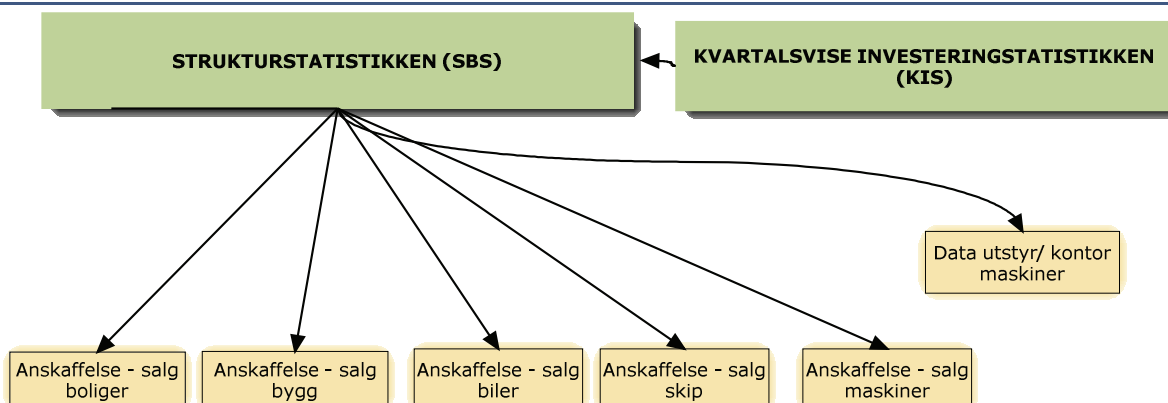 STRUKTURSTATISTIKKEN (SBS)
KVARTALSVISE INVESTERINGSTATISTIKKEN
(KIS)
Data utstyr/ kontor
maskiner
Anskaffelse - salg
boliger
Anskaffelse - salg
bygg
Anskaffelse - salg
biler
Anskaffelse - salg
skip
Anskaffelse - salg
maskiner